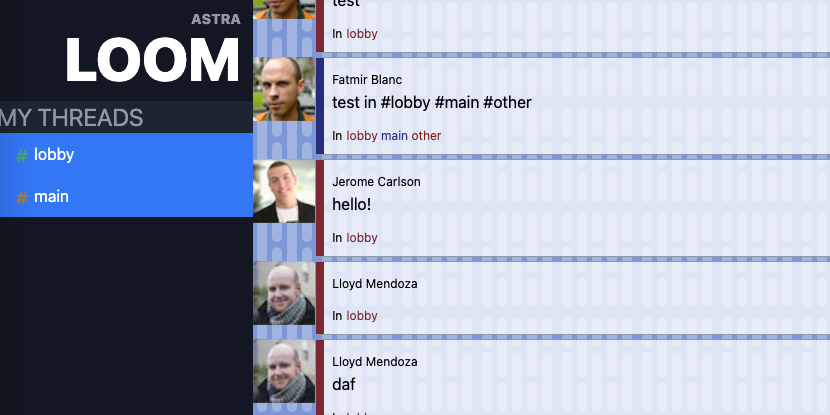 ASTRA
LOOM
MY THREADS
# lobby
# main
test
In lobby
Fatmir Blanc
test in #lobby #main #other
In lobby main other
Jerome Carlson
hello!
In lobby
Lloyd Mendoza
In lobby
Lloyd Mendoza
daf